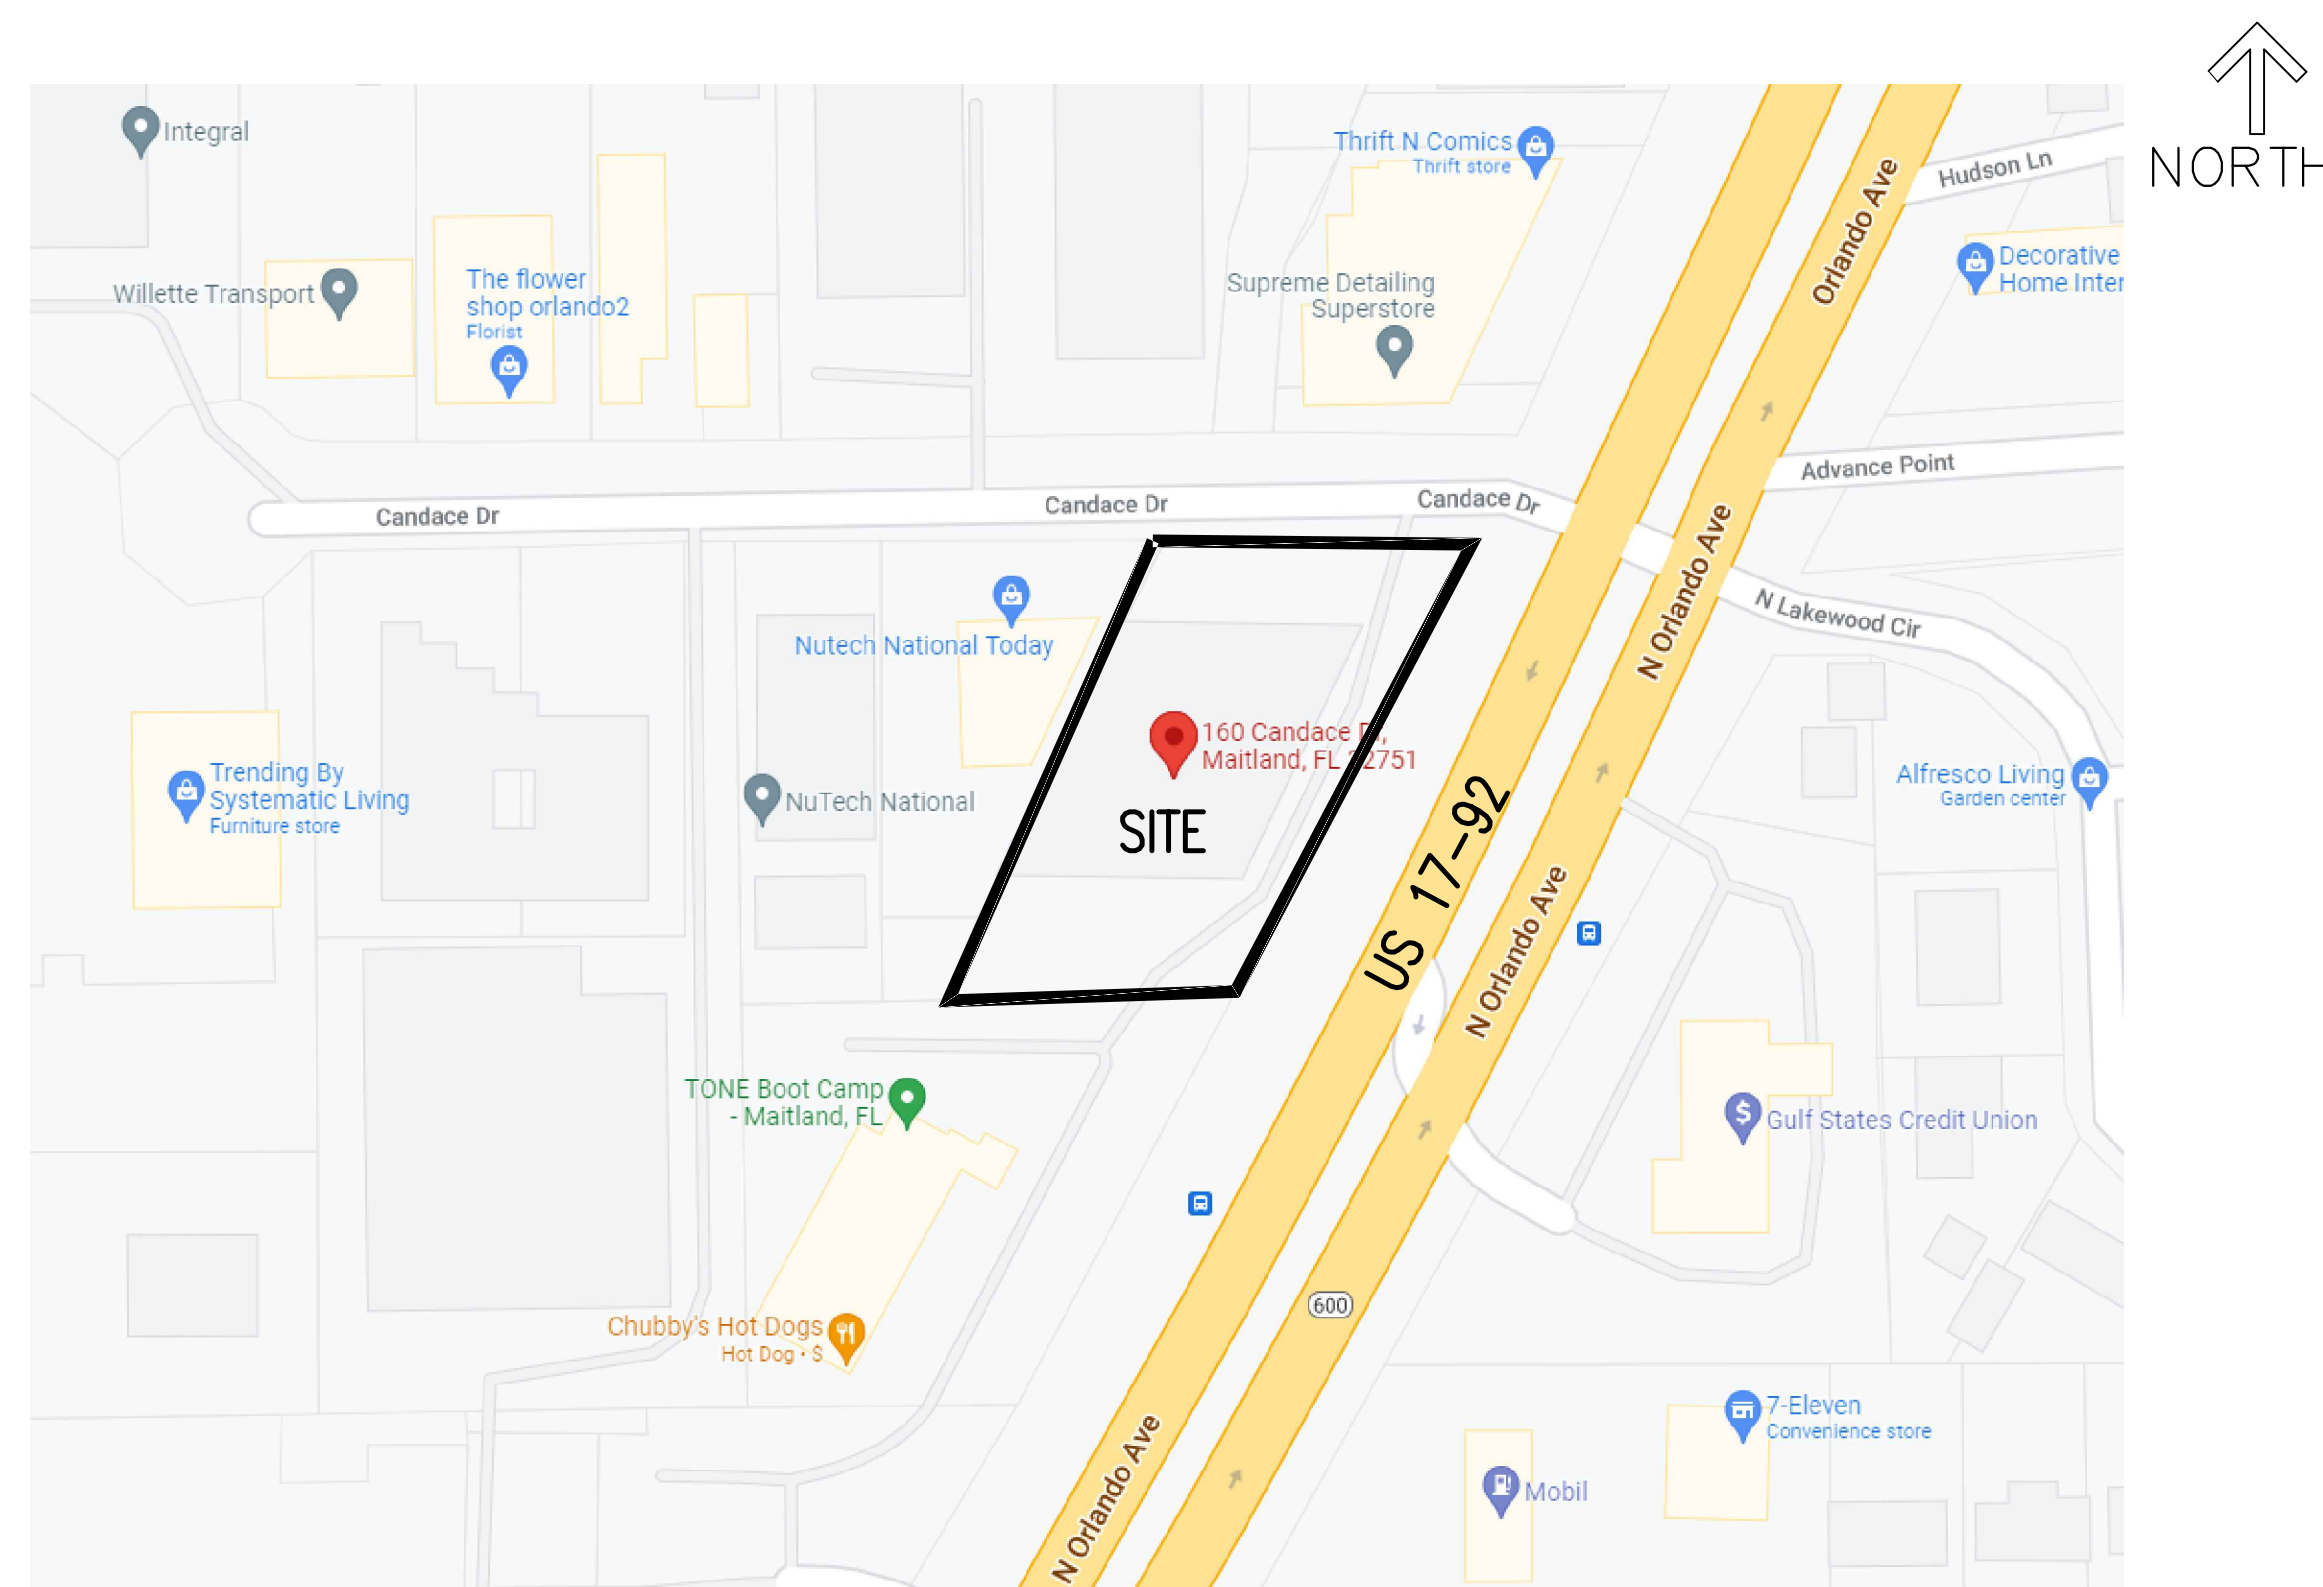 NORTH
Integral
Thrift N Comics
Thrift store
Hudson Ln
Orlando Ave
Decorative
Home Inter
Willette Transport
The flower
shop orlando2
Florist
Supreme Detailing
Superstore
Advance Point
Candace Dr
Candace Dr
Candace Dr
N Orlando Ave
N Lakewood Cir
Nutech National Today
160 Candace Dr,
Maitland, FL 32751
Trending By
Systematic Living
Furniture store
NuTech National
SITE
US 17-92
Alfresco Living
Garden center
N Orlando Ave
TONE Boot Camp
- Maitland, FL
Gulf States Credit Union
$
600
Chubby's Hot Dogs
Hot Dog • $
7-Eleven
Convenience store
N Orlando Ave
Mobil